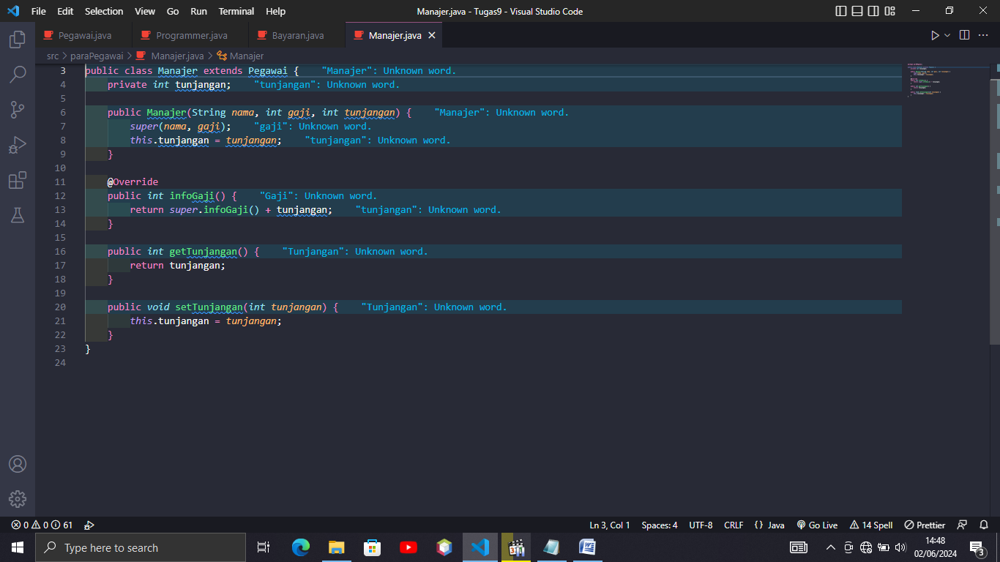 File Edit Selection View Go Run Terminal Help Manajer.java - Tugas9 - Visual Studio Code
Pegawai.java Programmer.java Bayaran.java Manajer.java
src > paraPegawai > Manajer.java > Manajer
3 public class Manajer extends Pegawai { "Manajer": Unknown word.
4 private int tunjangan; "tunjangan": Unknown word.
5
6 public Manajer(String nama, int gaji, int tunjangan) { "Manajer": Unknown word.
7 super(nama, gaji); "gaji": Unknown word.
8 this.tunjangan = tunjangan; "tunjangan": Unknown word.
9 }
10
11 @Override
12 public int infoGaji() { "Gaji": Unknown word.
13 return super.infoGaji() + tunjangan; "tunjangan": Unknown word.
14 }
15
16 public int getTunjangan() { "Tunjangan": Unknown word.
17 return tunjangan;
18 }
19
20 public void setTunjangan(int tunjangan) { "Tunjangan": Unknown word.
21 this.tunjangan = tunjangan;
22 }
23 }
24
0 0 61 Ln 3, Col 1 Spaces: 4 UTF-8 CRLF {} Java Go Live 14 Spell Prettier
Type here to search
14:48
02/06/2024
3